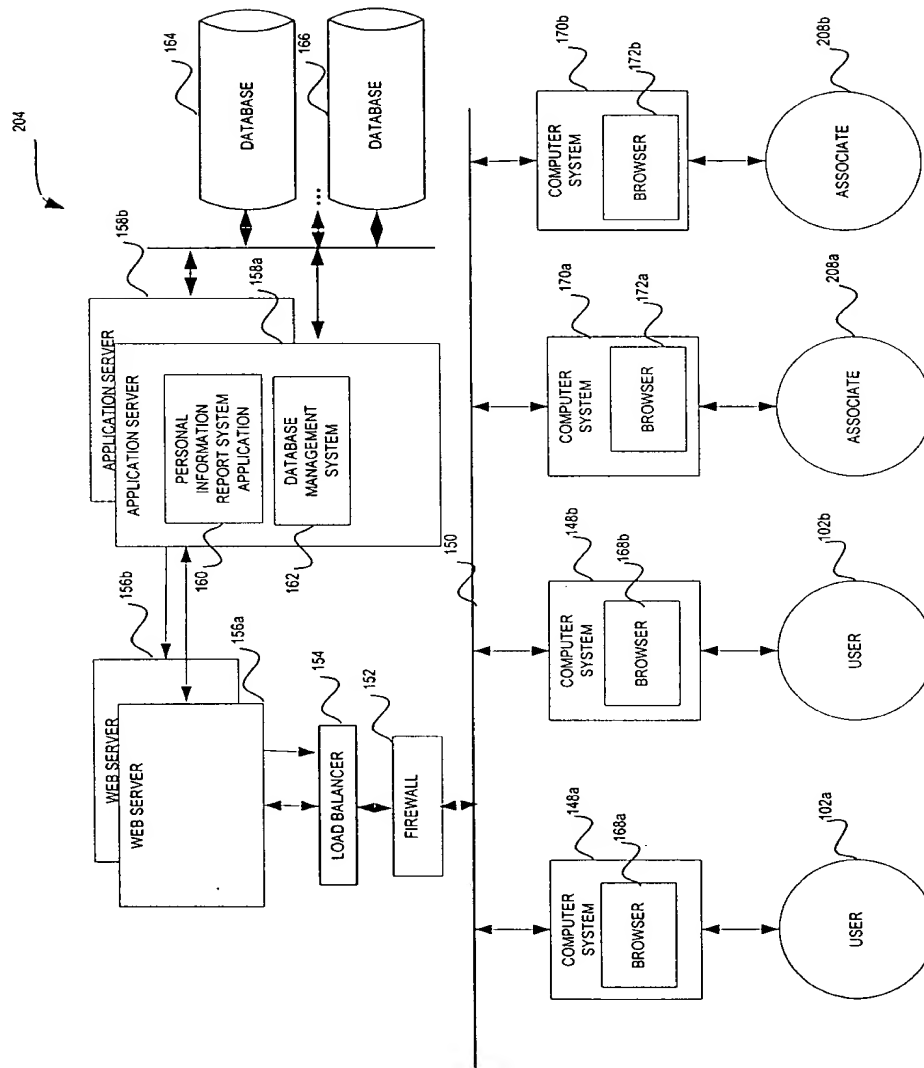 204
164
DATABASE
166
DATABASE
...
158b
158a
APPLICATION SERVER
APPLICATION SERVER
PERSONAL
INFORMATION
REPORT SYSTEM
APPLICATION
160
DATABASE
MANAGEMENT
SYSTEM
162
156b
156a
WEB SERVER
WEB SERVER
154
LOAD BALANCER
152
FIREWALL
150
148a
COMPUTER
SYSTEM
168a
BROWSER
102a
USER
148b
COMPUTER
SYSTEM
168b
BROWSER
102b
USER
170a
COMPUTER
SYSTEM
172a
BROWSER
208a
ASSOCIATE
170b
COMPUTER
SYSTEM
172b
BROWSER
208b
ASSOCIATE